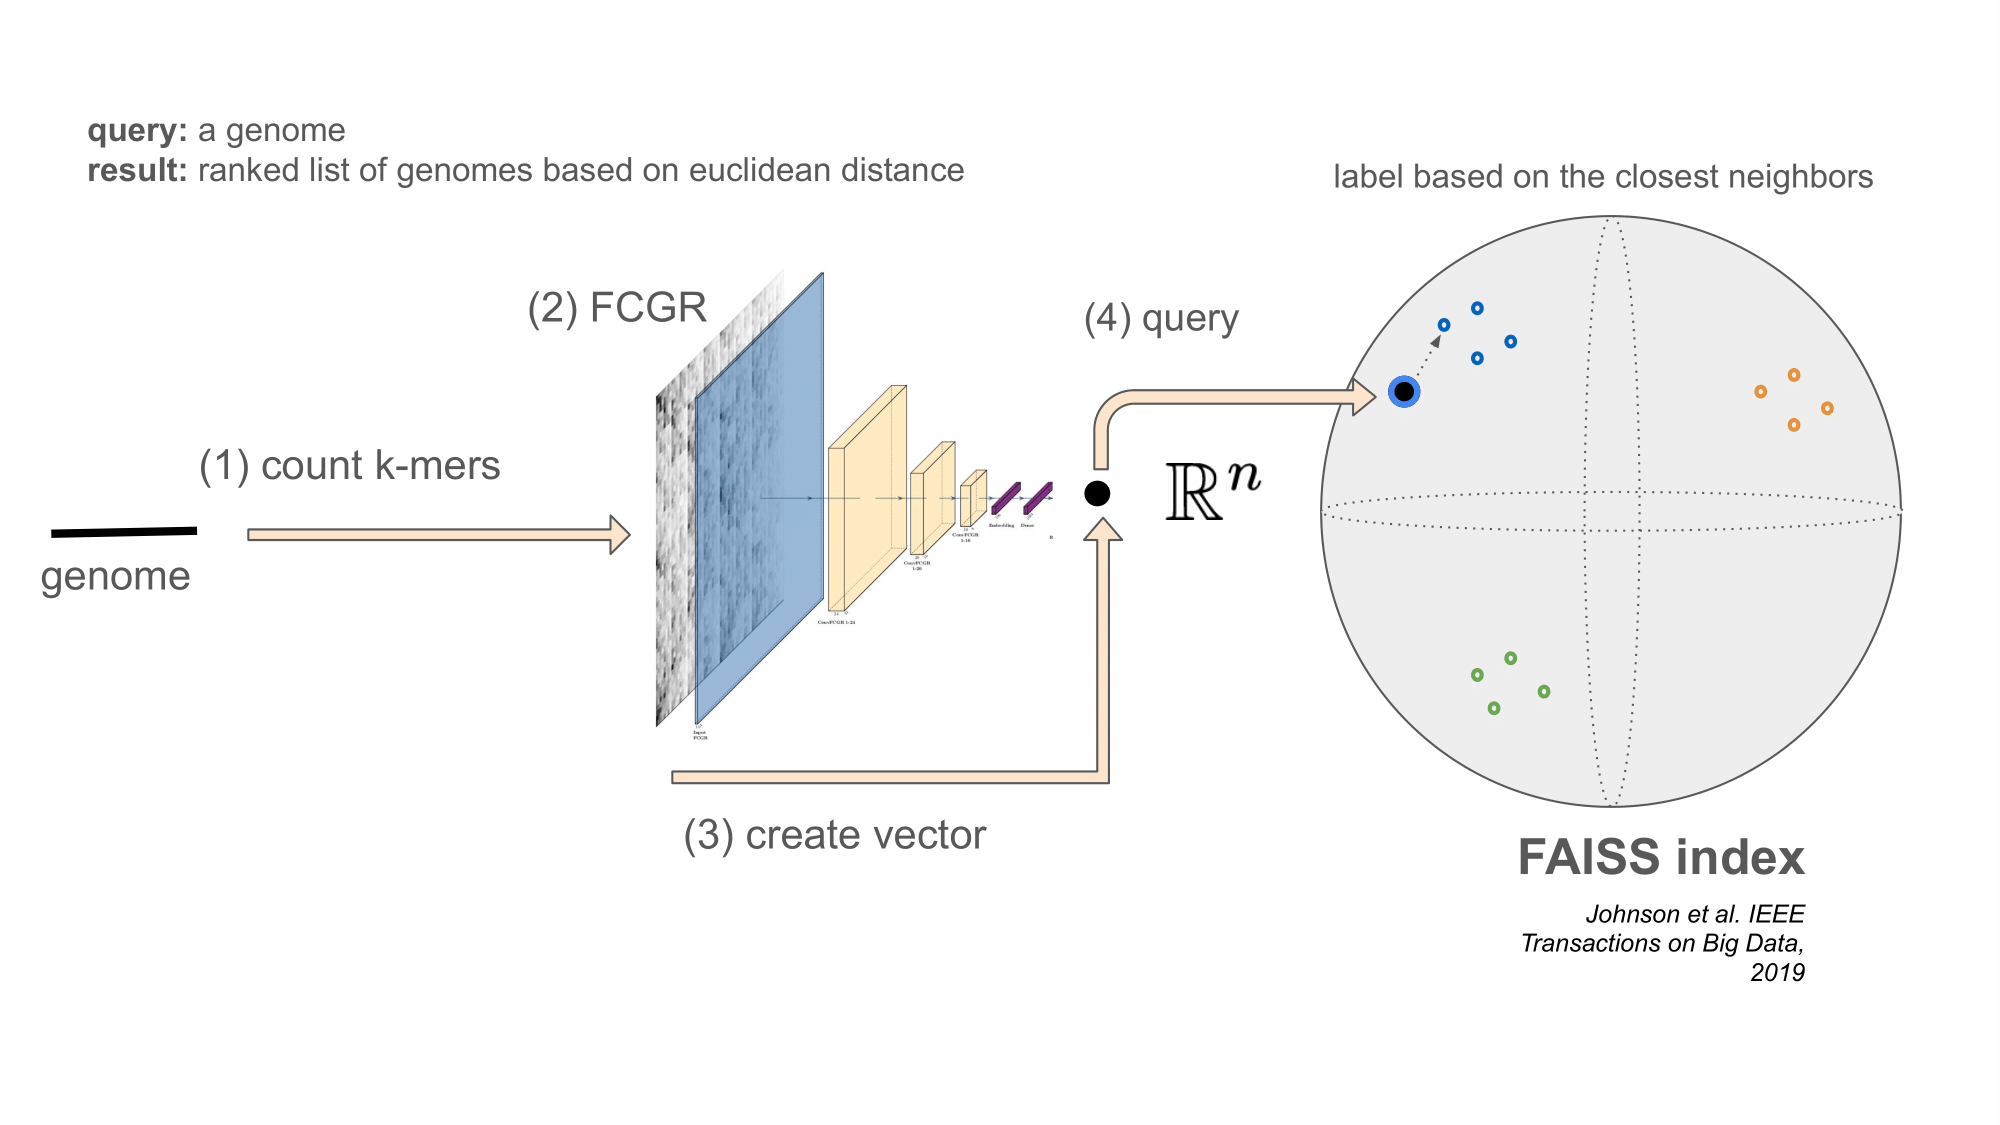 query: a genome
result: ranked list of genomes based on euclidean distance
label based on the closest neighbors
(2) FCGR
(4) query
(1) count k-mers
genome
ℝⁿ
Embedding
Dense
ConvFCGR
1-16
ConvFCGR
1-20
ConvFCGR 1-24
Input
FCGR
(3) create vector
FAISS index
Johnson et al. IEEE
Transactions on Big Data,
2019